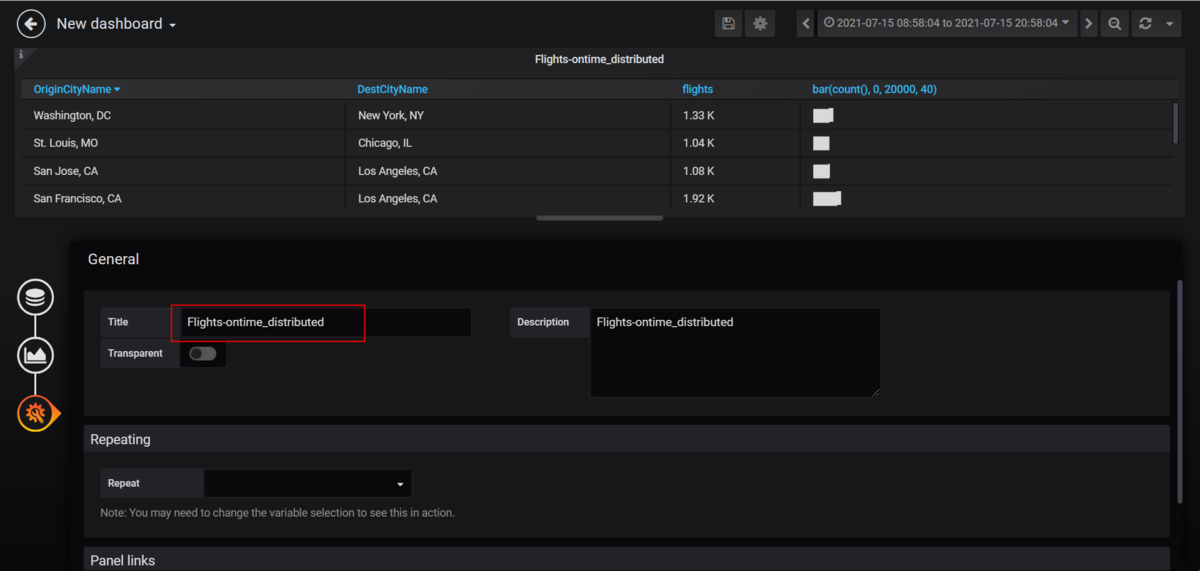 New dashboard
2021-07-15 08:58:04 to 2021-07-15 20:58:04
i
Flights-ontime_distributed
OriginCityName DestCityName flights bar(count(), 0, 20000, 40)
Washington, DC New York, NY 1.33 K
St. Louis, MO Chicago, IL 1.04 K
San Jose, CA Los Angeles, CA 1.08 K
San Francisco, CA Los Angeles, CA 1.92 K
General
Title Flights-ontime_distributed Description Flights-ontime_distributed
Transparent
Repeating
Repeat
Note: You may need to change the variable selection to see this in action.
Panel links